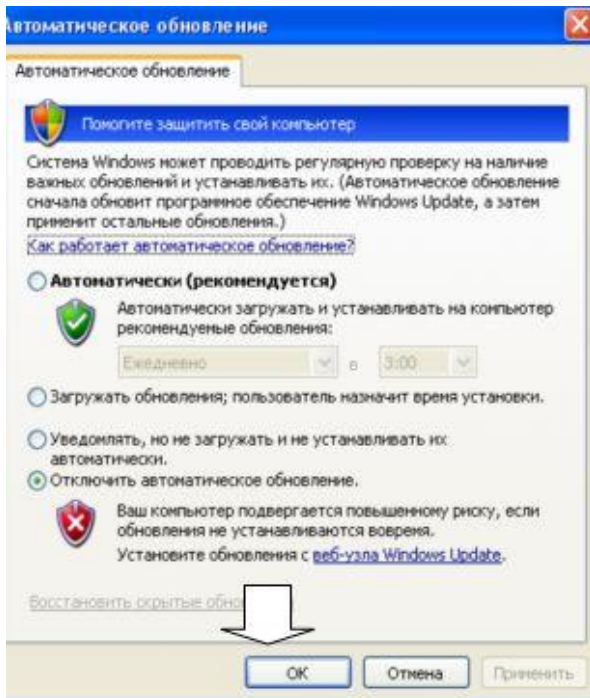 Автоматическое обновление
Автоматическое обновление
Помогите защитить свой компьютер
Система Windows может проводить регулярную проверку на наличие
важных обновлений и устанавливать их. (Автоматическое обновление
сначала обновит программное обеспечение Windows Update, а затем
применит остальные обновления.)
Как работает автоматическое обновление?
Автоматически (рекомендуется)
Автоматически загружать и устанавливать на компьютер
рекомендуемые обновления:
Ежедневно в 3:00
Загружать обновления; пользователь назначит время установки.
Уведомлять, но не загружать и не устанавливать их
автоматически.
Отключить автоматическое обновление.
Ваш компьютер подвергается повышенному риску, если
обновления не устанавливаются вовремя.
Установите обновления с веб-узла Windows Update.
Восстановить скрытые
OK Отмена Применить